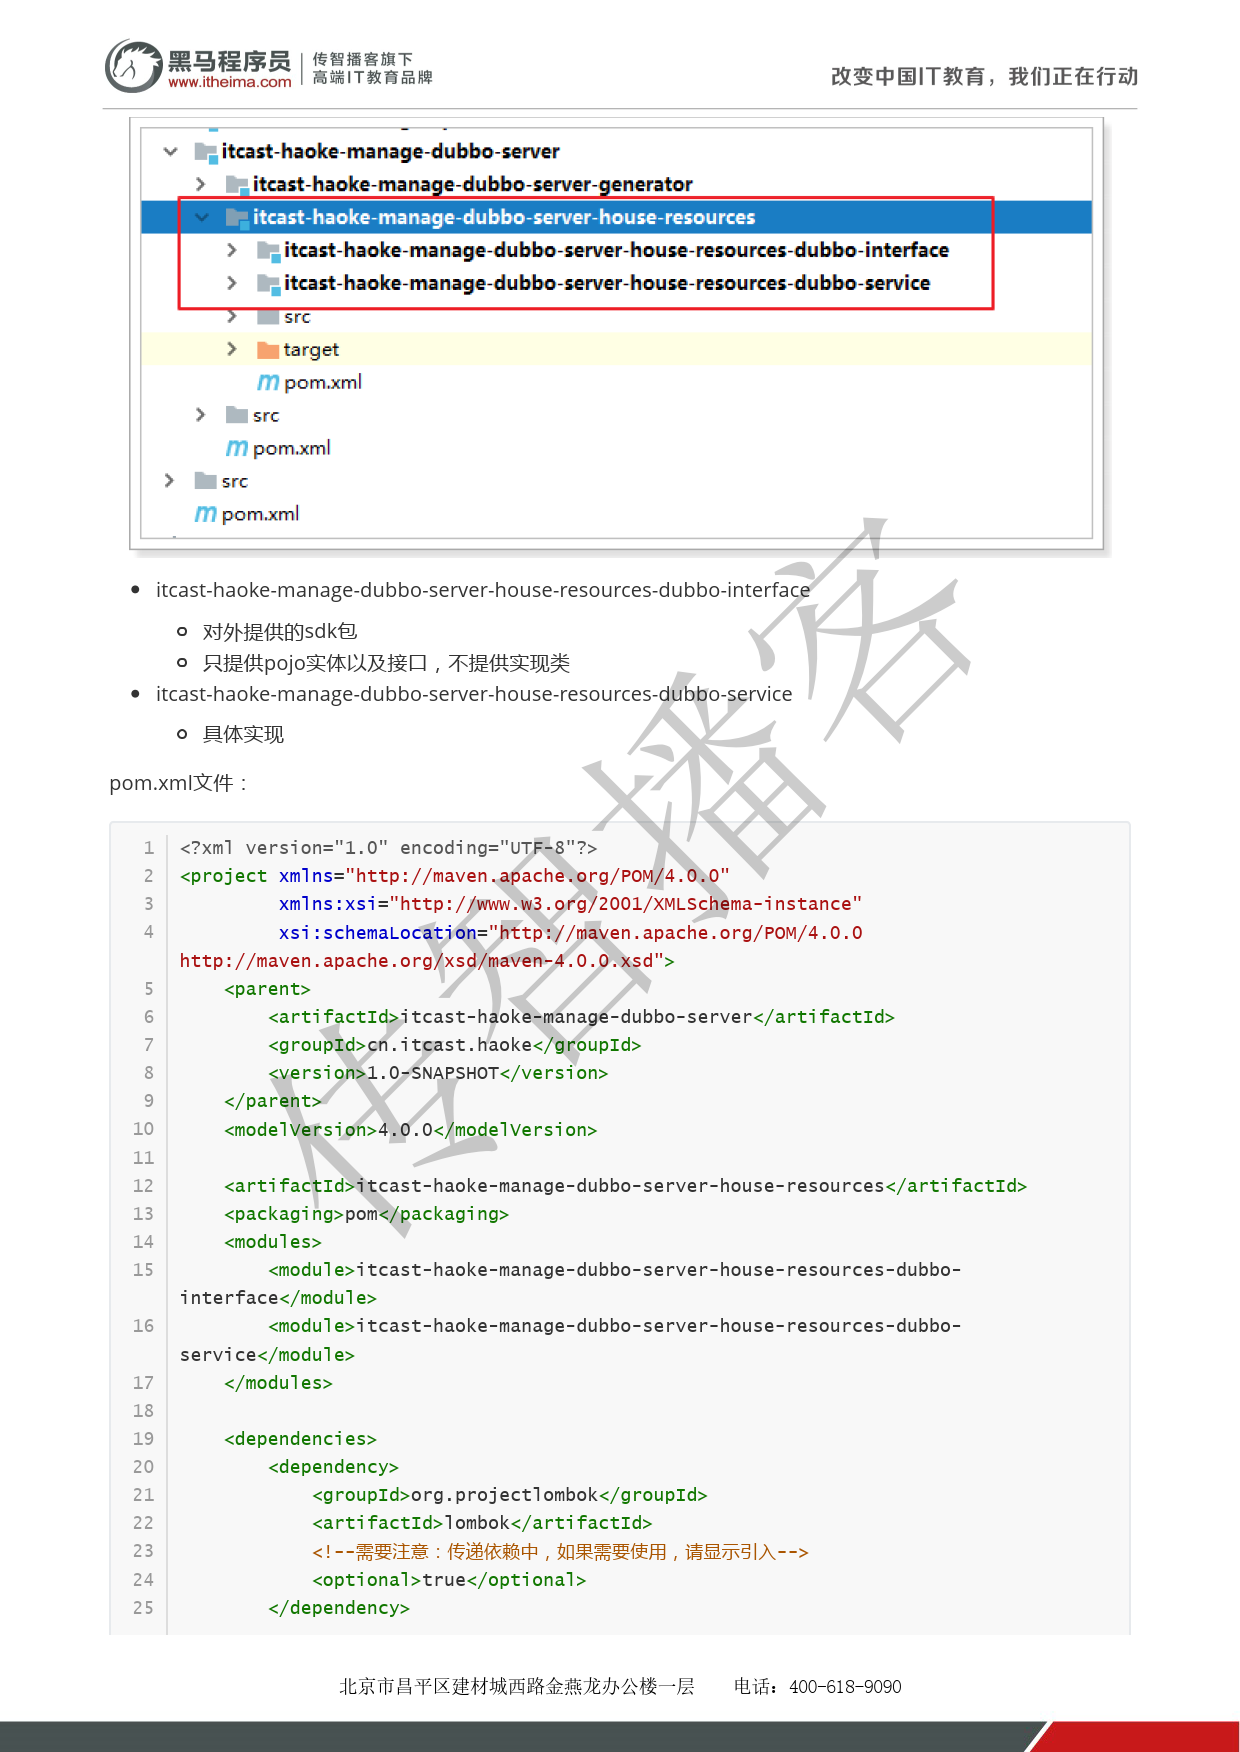 黑马程序员
www.itheima.com
传智播客旗下
高端IT教育品牌
改变中国IT教育，我们正在行动
itcast-haoke-manage-dubbo-server
itcast-haoke-manage-dubbo-server-generator
itcast-haoke-manage-dubbo-server-house-resources
itcast-haoke-manage-dubbo-server-house-resources-dubbo-interface
itcast-haoke-manage-dubbo-server-house-resources-dubbo-service
src
target
pom.xml
src
pom.xml
src
pom.xml
itcast-haoke-manage-dubbo-server-house-resources-dubbo-interface
对外提供的sdk包
只提供pojo实体以及接口，不提供实现类
itcast-haoke-manage-dubbo-server-house-resources-dubbo-service
具体实现
pom.xml文件：
1 <?xml version="1.0" encoding="UTF-8"?>
2 <project xmlns="http://maven.apache.org/POM/4.0.0"
3 xmlns:xsi="http://www.w3.org/2001/XMLSchema-instance"
4 xsi:schemaLocation="http://maven.apache.org/POM/4.0.0
http://maven.apache.org/xsd/maven-4.0.0.xsd">
5 <parent>
6 <artifactId>itcast-haoke-manage-dubbo-server</artifactId>
7 <groupId>cn.itcast.haoke</groupId>
8 <version>1.0-SNAPSHOT</version>
9 </parent>
10 <modelVersion>4.0.0</modelVersion>
11
12 <artifactId>itcast-haoke-manage-dubbo-server-house-resources</artifactId>
13 <packaging>pom</packaging>
14 <modules>
15 <module>itcast-haoke-manage-dubbo-server-house-resources-dubbo-
interface</module>
16 <module>itcast-haoke-manage-dubbo-server-house-resources-dubbo-
service</module>
17 </modules>
18
19 <dependencies>
20 <dependency>
21 <groupId>org.projectlombok</groupId>
22 <artifactId>lombok</artifactId>
23 <!--需要注意：传递依赖中，如果需要使用，请显示引入-->
24 <optional>true</optional>
25 </dependency>
传智播客
北京市昌平区建材城西路金燕龙办公楼一层 电话：400-618-9090